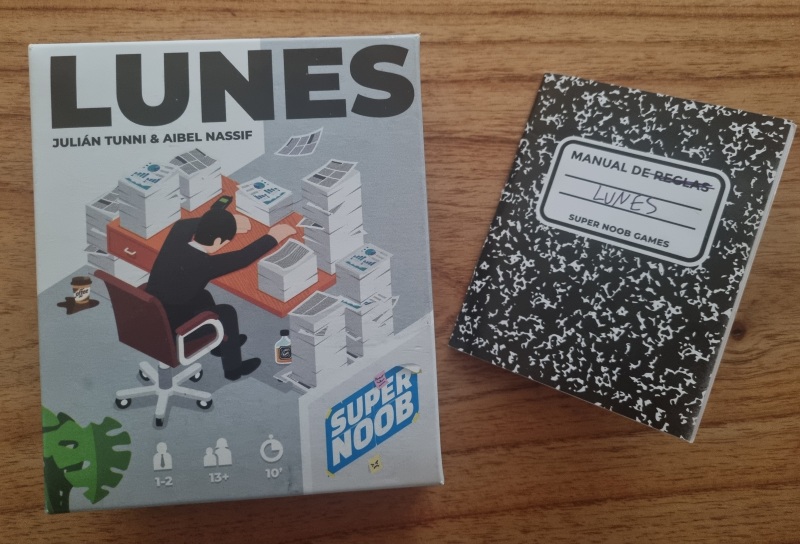 LUNES
JULIÁN TUNNI & AIBEL NASSIF
SUPER
NOOB
1-2
13+
10'
MANUAL DE REGLAS
LUNES
SUPER NOOB GAMES